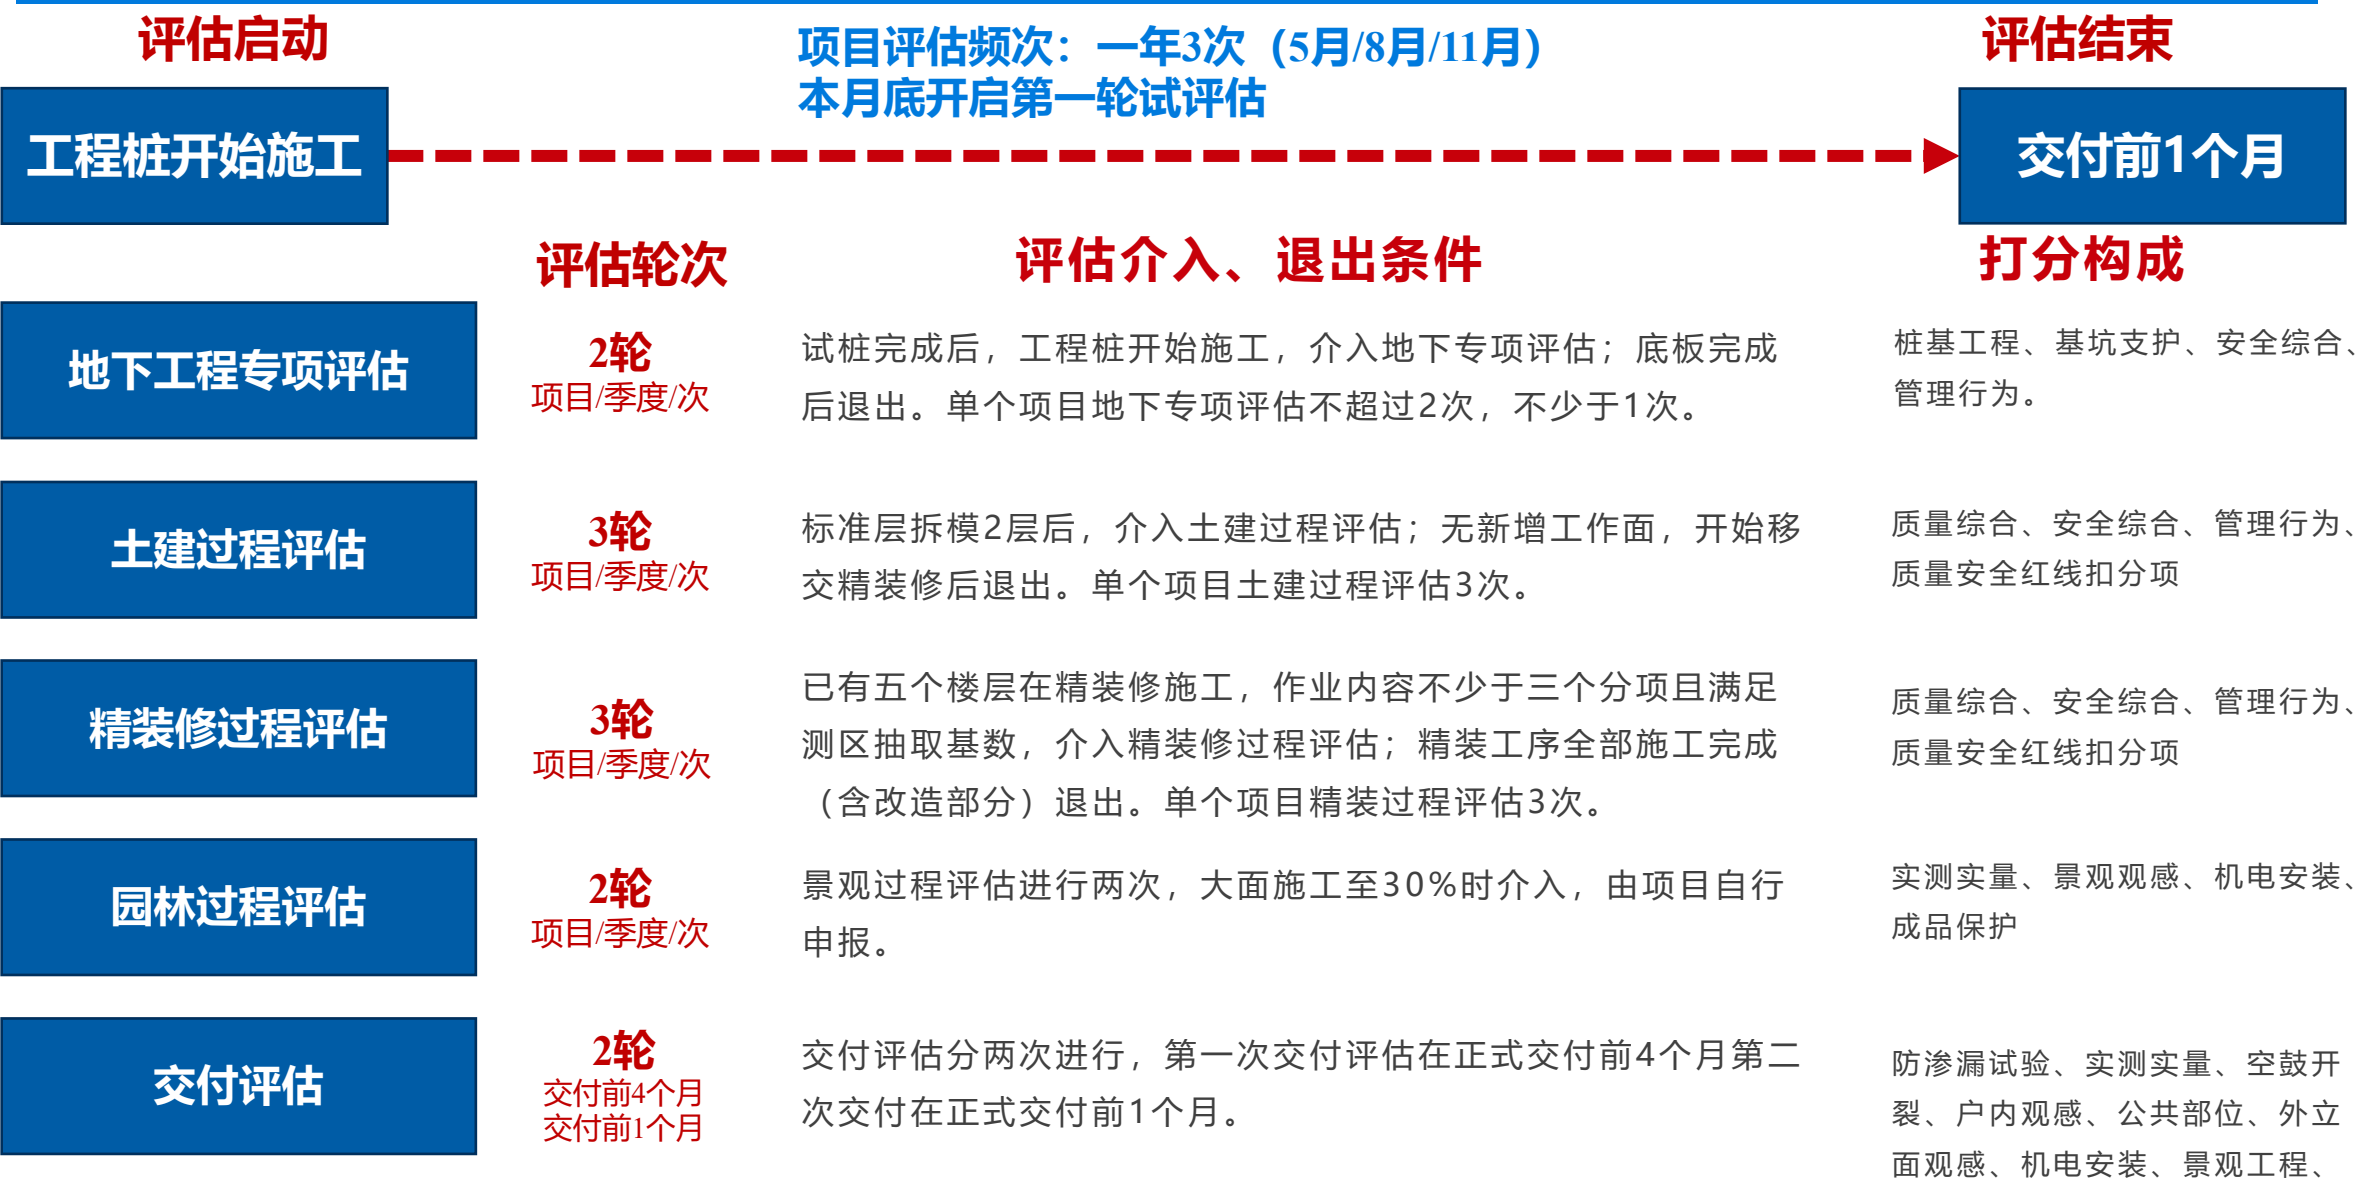 评估启动
项目评估频次：一年3次（5月/8月/11月）
本月底开启第一轮试评估
评估结束
工程桩开始施工
交付前1个月
评估轮次
评估介入、退出条件
打分构成
地下工程专项评估
2轮
项目/季度/次
试桩完成后，工程桩开始施工，介入地下专项评估；底板完成
后退出。单个项目地下专项评估不超过2次，不少于1次。
桩基工程、基坑支护、安全综合、
管理行为。
土建过程评估
3轮
项目/季度/次
标准层拆模2层后，介入土建过程评估；无新增工作面，开始移
交精装修后退出。单个项目土建过程评估3次。
质量综合、安全综合、管理行为、
质量安全红线扣分项
精装修过程评估
3轮
项目/季度/次
已有五个楼层在精装修施工，作业内容不少于三个分项且满足
测区抽取基数，介入精装修过程评估；精装工序全部施工完成
（含改造部分）退出。单个项目精装过程评估3次。
质量综合、安全综合、管理行为、
质量安全红线扣分项
园林过程评估
2轮
项目/季度/次
景观过程评估进行两次，大面施工至30%时介入，由项目自行
申报。
实测实量、景观观感、机电安装、
成品保护
交付评估
2轮
交付前4个月
交付前1个月
交付评估分两次进行，第一次交付评估在正式交付前4个月第二
次交付在正式交付前1个月。
防渗漏试验、实测实量、空鼓开
裂、户内观感、公共部位、外立
面观感、机电安装、景观工程、